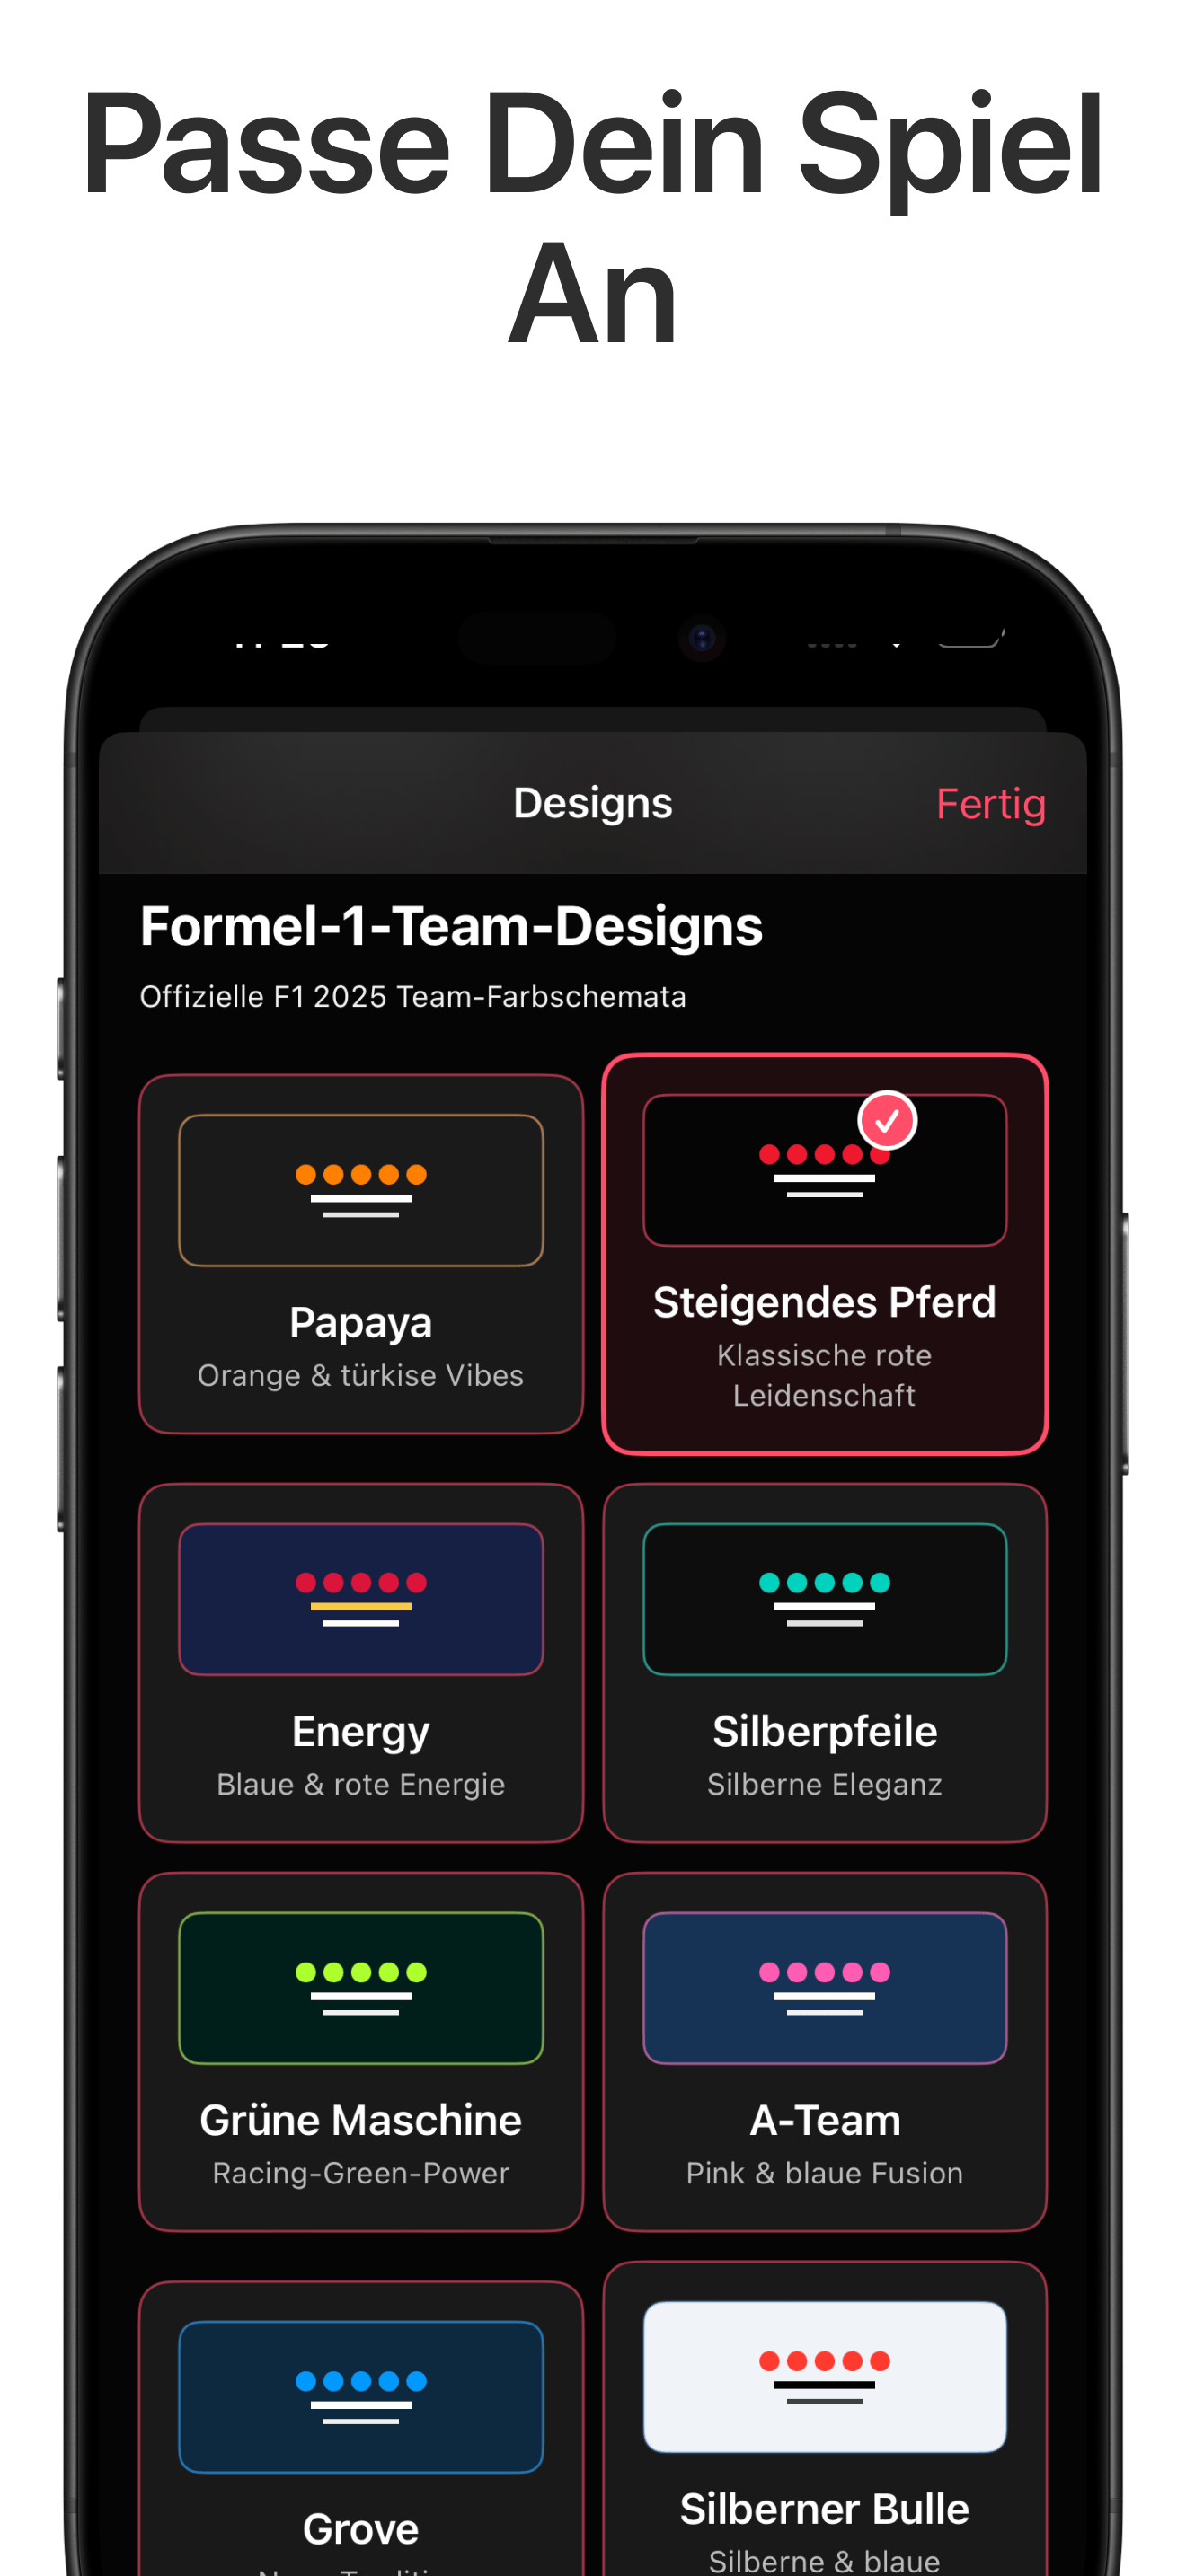 Passe Dein Spiel
An
Designs
Fertig
Formel-1-Team-Designs
Offizielle F1 2025 Team-Farbschemata
Papaya
Orange & türkise Vibes
Steigendes Pferd
Klassische rote
Leidenschaft
Energy
Blaue & rote Energie
Silberpfeile
Silberne Eleganz
Grüne Maschine
Racing-Green-Power
A-Team
Pink & blaue Fusion
Grove
Silberner Bulle
Silberne & blaue